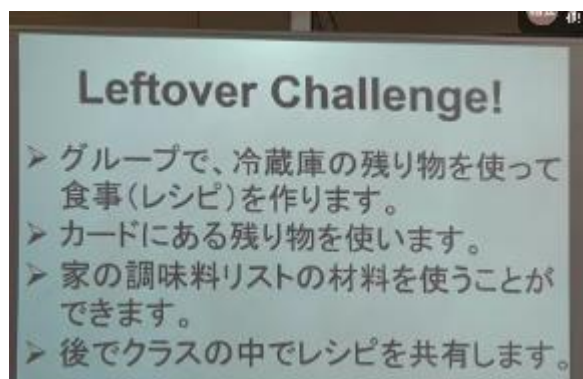 Leftover Challenge!
➢ グループで、冷蔵庫の残り物を使って
食事(レシピ)を作ります。
➢ カードにある残り物を使います。
➢ 家の調味料リストの材料を使うことが
できます。
➢ 後でクラスの中でレシピを共有します。